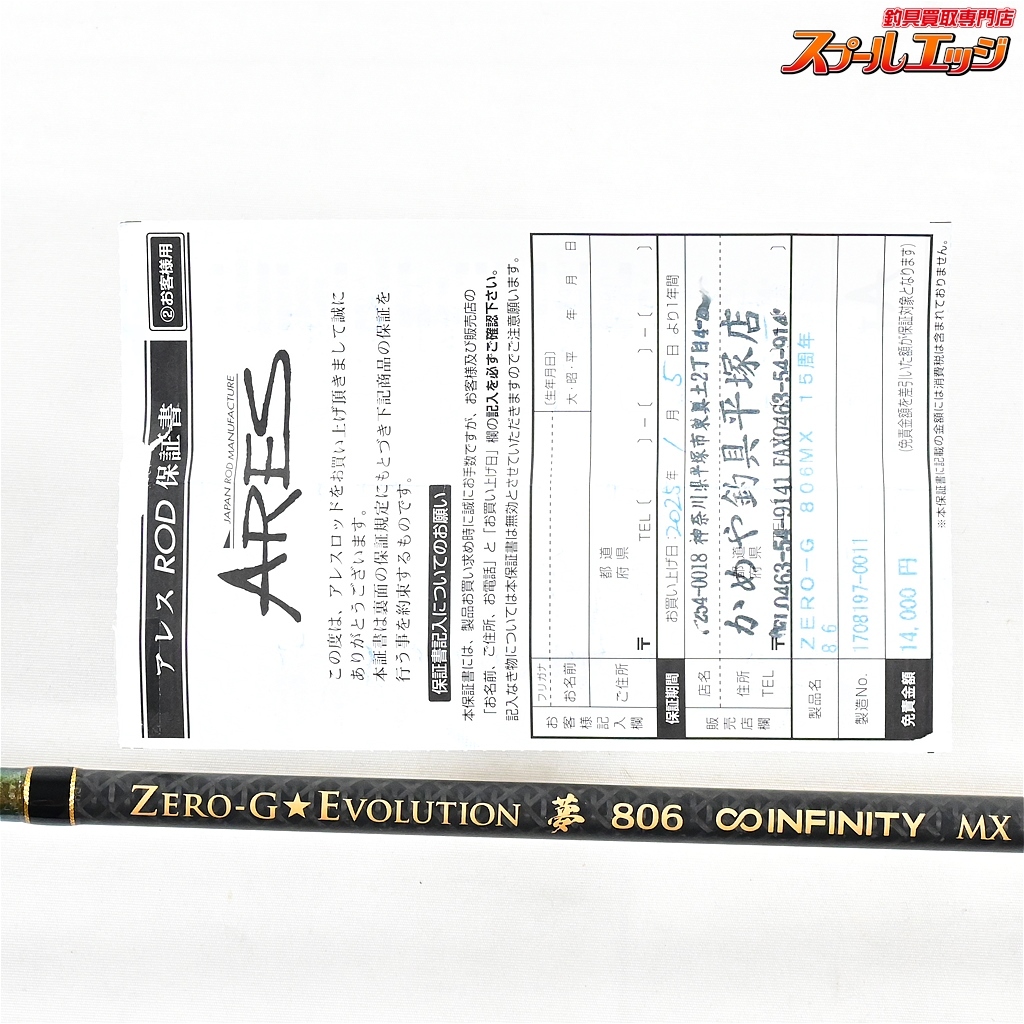 釣具買取専門店
スプールエッジ
アレス ROD 保証書
②お客様用
JAPAN ROD MANUFACTURE
ARES
この度は、アレスロッドをお買い上げ頂きまして誠に
ありがとうございます。
本証書は裏面の保証規定にもとづき下記商品の保証を
行う事を約束するものです。
保証書記入についてのお願い
本保証書には、製品お買い求め時に誠にお手数ですが、お客様及び販売店の
「お名前、ご住所、お電話」と「お買い上げ日」欄の記入を必ずご確認下さい。
記入なき物については本保証書は無効とさせていただきますのでご注意願います。
お客様記入欄
フリガナ
お名前
〔生年月日〕
大・昭・平 年 月 日
ご住所
〒
都道
府県
TEL〔 〕-〔 〕-〔 〕
保証期間
お買い上げ日 2025年 1月 5日 より1年間
販売店欄
店名
住所
TEL
254-0018 神奈川県平塚市東真土2丁目4-
かめや釣具平塚店
TEL0463-54-9141 FAX0463-54-914
製品名
ZERO-G 806MX 15周年
8.6
製造No.
1708197-0011
免責金額
14,000 円
(免責金額を差引いた額が保証対象となります)
※本保証書に記載の金額には消費税は含まれておりません。
ZERO-G★EVOLUTION 夢 806 ∞INFINITY MX